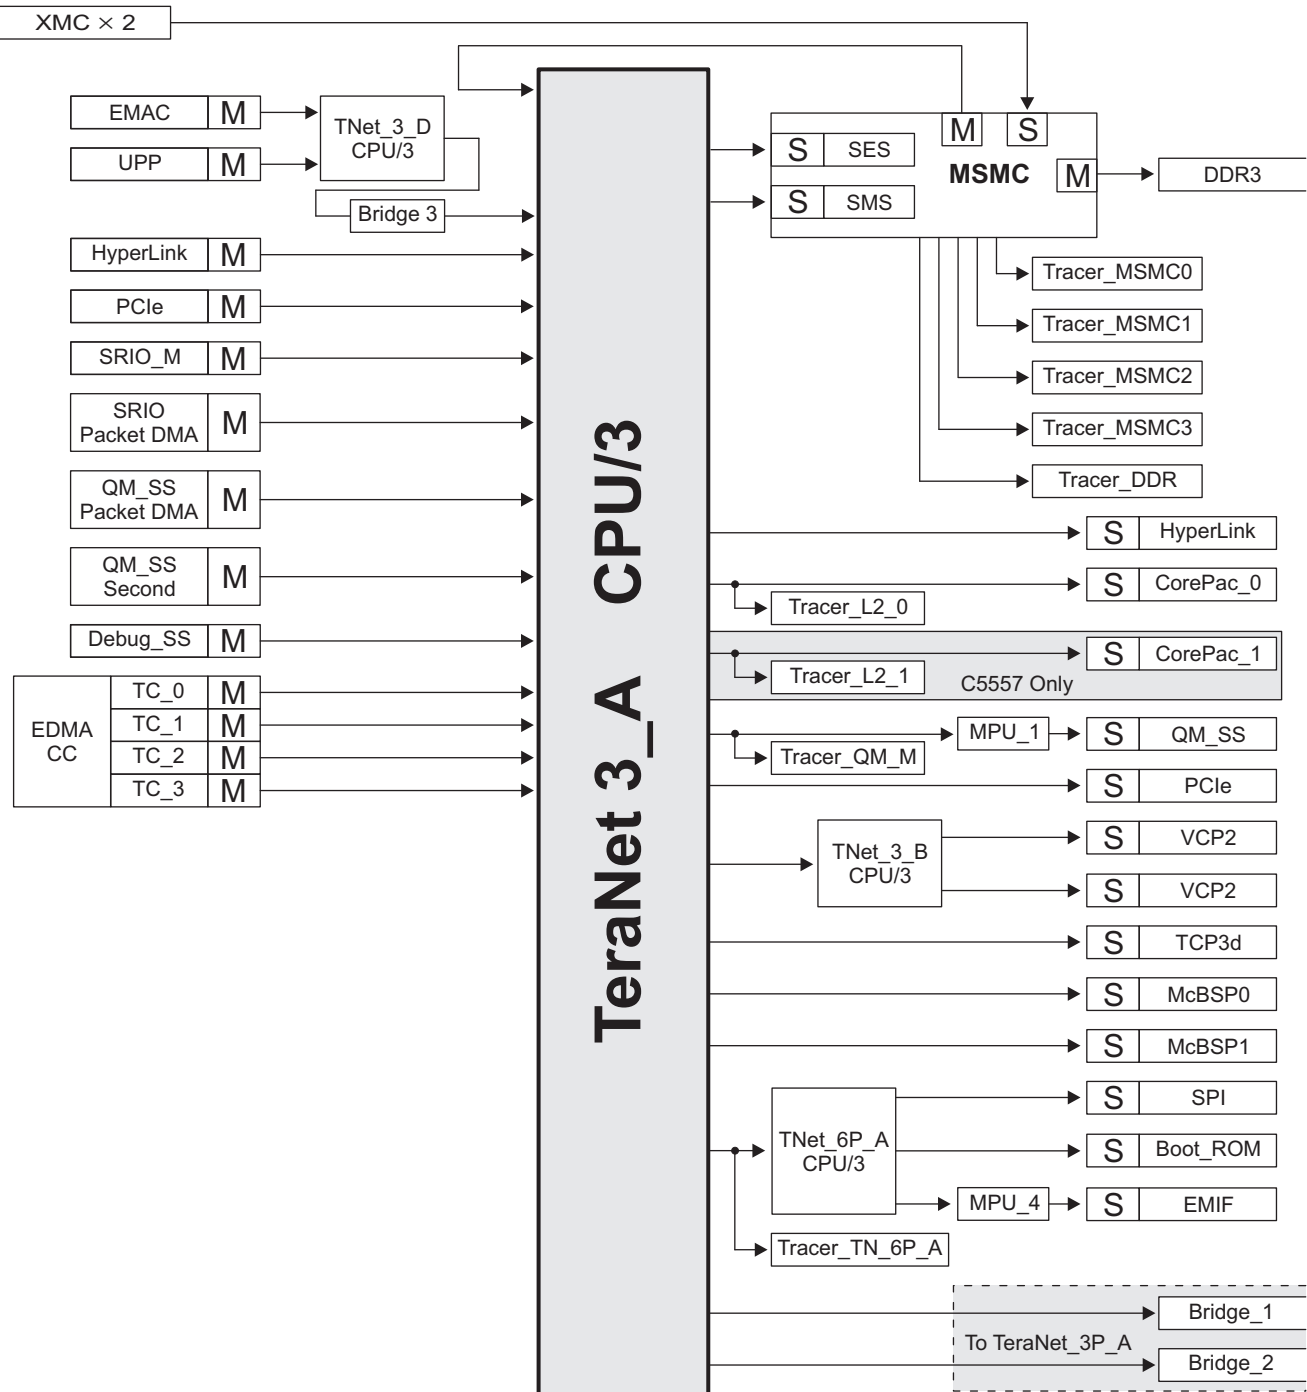 XMC × 2
EMAC M
UPP M
TNet_3_D
CPU/3
Bridge 3
HyperLink M
PCIe M
SRIO_M M
SRIO
Packet DMA M
QM_SS
Packet DMA M
QM_SS
Second M
Debug_SS M
EDMA
CC
TC_0 M
TC_1 M
TC_2 M
TC_3 M
TeraNet 3_A CPU/3
S SES
S SMS
M S
MSMC M
DDR3
Tracer_MSMC0
Tracer_MSMC1
Tracer_MSMC2
Tracer_MSMC3
Tracer_DDR
S HyperLink
S CorePac_0
Tracer_L2_0
S CorePac_1
Tracer_L2_1
C5557 Only
MPU_1
S QM_SS
Tracer_QM_M
S PCIe
TNet_3_B
CPU/3
S VCP2
S VCP2
S TCP3d
S McBSP0
S McBSP1
TNet_6P_A
CPU/3
S SPI
S Boot_ROM
MPU_4
S EMIF
Tracer_TN_6P_A
Bridge_1
To TeraNet_3P_A
Bridge_2